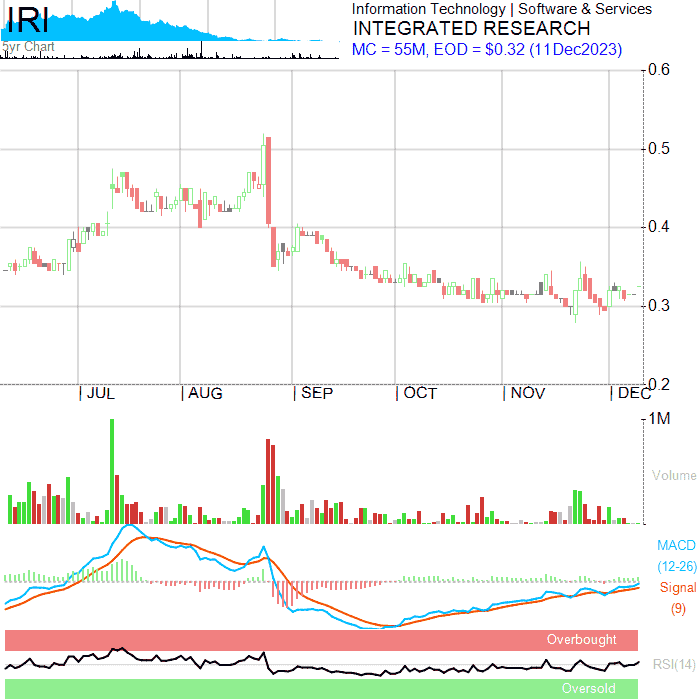 IRI
5yr Chart
Information Technology | Software & Services
INTEGRATED RESEARCH
MC = 55M, EOD = $0.32 (11Dec2023)
0.6
0.5
0.4
0.3
0.2
| JUL | AUG | SEP | OCT | NOV | DEC
1M
Volume
MACD
(12-26)
Signal
(9)
Overbought
RSI(14)
Oversold